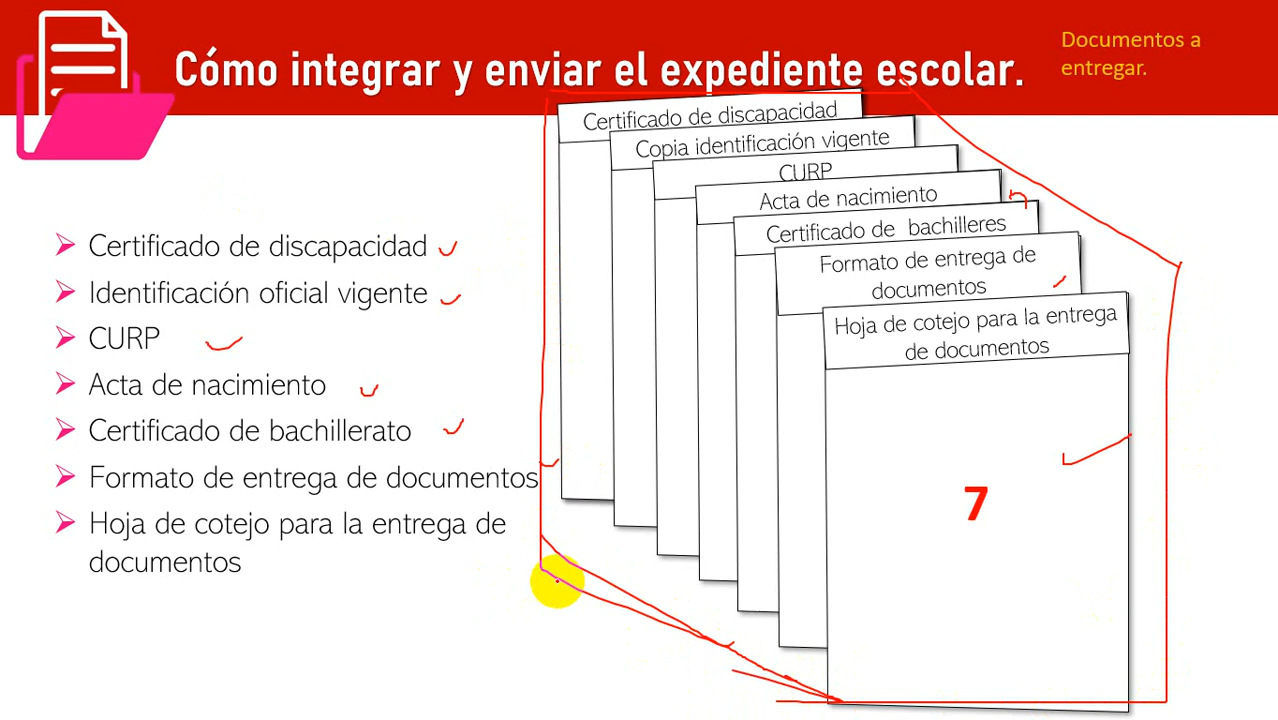 Cómo integrar y enviar el expediente escolar.
Documentos a
entregar.
Certificado de discapacidad
Identificación oficial vigente
CURP
Acta de nacimiento
Certificado de bachillerato
Formato de entrega de documentos
Hoja de cotejo para la entrega de
documentos
Certificado de discapacidad
Copia identificación vigente
CURP
Acta de nacimiento
Certificado de bachilleres
Formato de entrega de
documentos
Hoja de cotejo para la entrega
de documentos
7